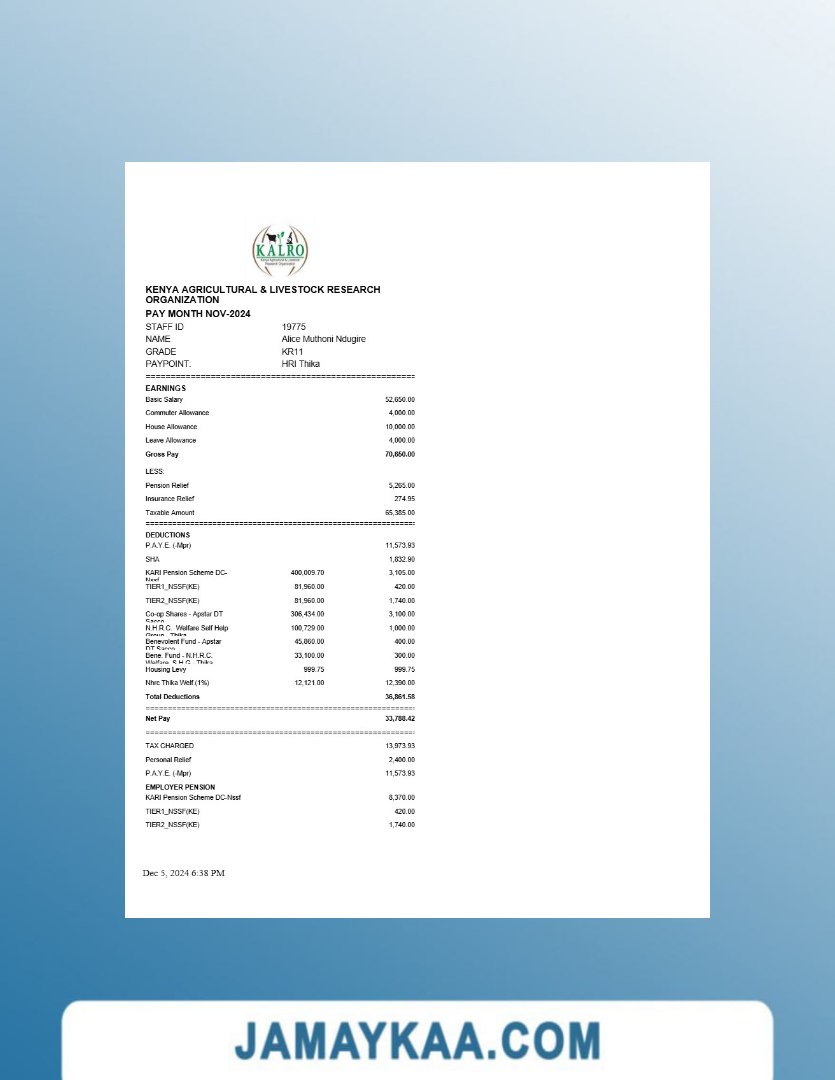 KALRO
Kenya Agricultural & Livestock
Research Organization
KENYA AGRICULTURAL & LIVESTOCK RESEARCH
ORGANIZATION
PAY MONTH NOV-2024
STAFF ID 19775
NAME Alice Muthoni Ndugire
GRADE KR11
PAYPOINT: HRI Thika
======================================================
EARNINGS
Basic Salary 52,650.00
Commuter Allowance 4,000.00
House Allowance 10,000.00
Leave Allowance 4,000.00
Gross Pay 70,650.00
LESS:
Pension Relief 5,265.00
Insurance Relief 274.95
Taxable Amount 65,385.00
======================================================
DEDUCTIONS
P.A.Y.E. (-Mpr) 11,573.93
SHA 1,832.90
KARI Pension Scheme DC- 400,009.70 3,105.00
Nssf
TIER1_NSSF(KE) 81,960.00 420.00
TIER2_NSSF(KE) 81,960.00 1,740.00
Co-op Shares - Apstar DT 306,434.00 3,100.00
Sacco
N.H.R.C. Welfare Self Help 100,729.00 1,000.00
Group - Thika
Benevolent Fund - Apstar 45,860.00 400.00
DT Sacco
Bene. Fund - N.H.R.C. 33,100.00 300.00
Welfare S.H.G - Thika
Housing Levy 999.75 999.75
Nhrc Thika Welf.(1%) 12,121.00 12,390.00
Total Deductions 36,861.58
======================================================
Net Pay 33,788.42
======================================================
TAX CHARGED 13,973.93
Personal Relief 2,400.00
P.A.Y.E. (-Mpr) 11,573.93
EMPLOYER PENSION
KARI Pension Scheme DC-Nssf 8,370.00
TIER1_NSSF(KE) 420.00
TIER2_NSSF(KE) 1,740.00
Dec 5, 2024 6:38 PM
JAMAYKAA.COM